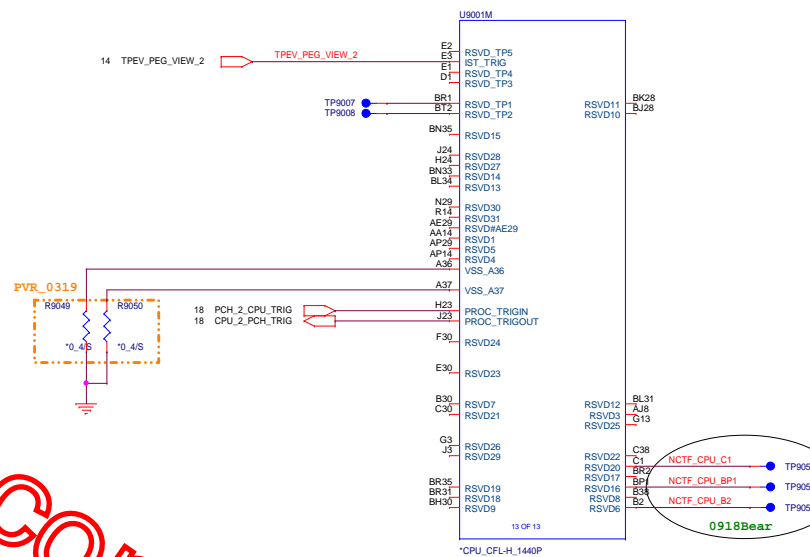 U9001M
14 TPEV_PEG_VIEW_2 TPEV_PEG_VIEW_2
E2 RSVD_TP5
E3 IST_TRIG
E1 RSVD_TP4
D1 RSVD_TP3
TP9007 BR1 RSVD_TP1 RSVD11 BK28
TP9008 BT2 RSVD_TP2 RSVD10 BJ28
BN35 RSVD15
J24 RSVD28
H24 RSVD27
BN33 RSVD14
BL34 RSVD13
N29 RSVD30
R14 RSVD31
AE29 RSVD#AE29
AA14 RSVD1
AP29 RSVD5
AP14 RSVD4
A36 VSS_A36
A37 VSS_A37
PVR_0319
R9049 R9050
*0_4/S *0_4/S
18 PCH_2_CPU_TRIG H23 PROC_TRIGIN
18 CPU_2_PCH_TRIG J23 PROC_TRIGOUT
F30 RSVD24
E30 RSVD23
B30 RSVD7 RSVD12 BL31
C30 RSVD21 RSVD3 AJ8
RSVD25 G13
G3 RSVD26
J3 RSVD29 RSVD22 C38
RSVD20 C1 NCTF_CPU_C1 TP905
RSVD17 BR2
BR35 RSVD19 RSVD16 BP1 NCTF_CPU_BP1 TP905
BR31 RSVD18 RSVD8 B38
BH30 RSVD9 RSVD6 B2 NCTF_CPU_B2 TP905
13 OF 13
0918Bear
*CPU_CFL-H_1440P